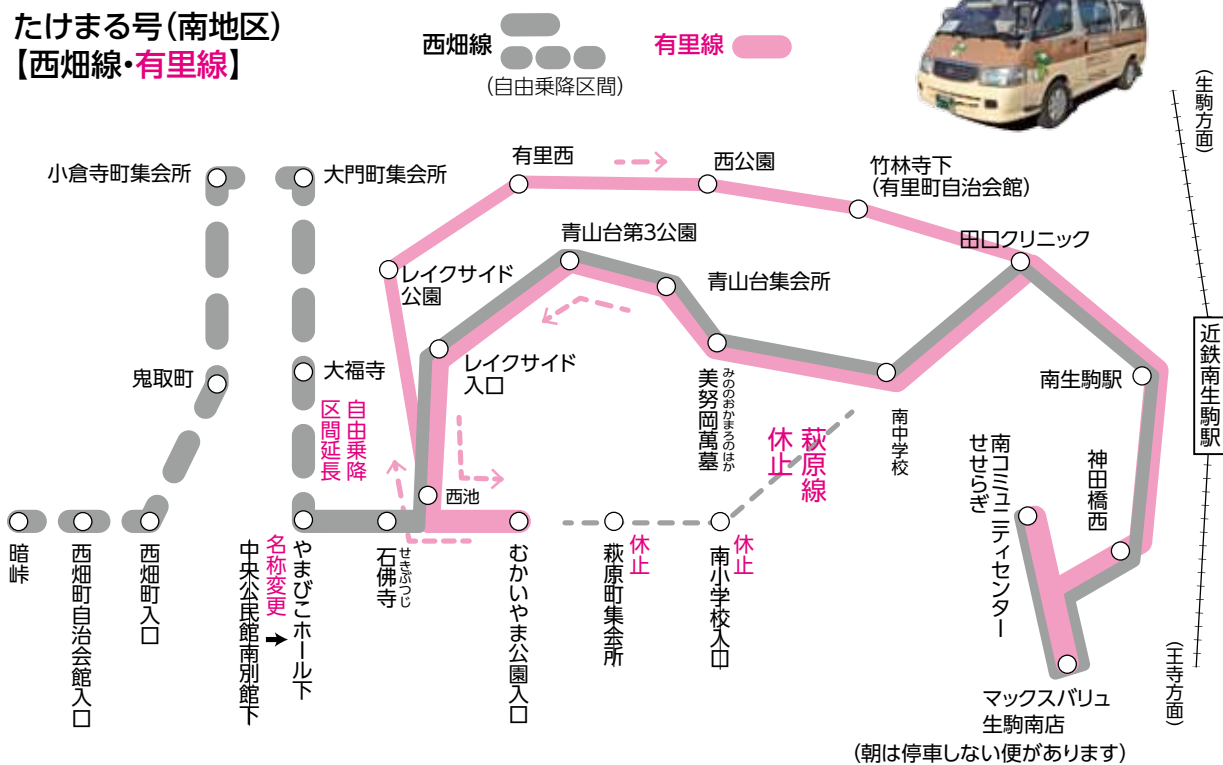 たけまる号(南地区)
【西畑線・有里線】
西畑線
(自由乗降区間)
有里線
(生駒方面)
小倉寺町集会所
大門町集会所
有里西
西公園
竹林寺下
(有里町自治会館)
青山台第3公園
田口クリニック
レイクサイド
公園
青山台集会所
鬼取町
大福寺
レイクサイド
入口
南生駒駅
近鉄南生駒駅
自由乗降
区間延長
みののおかまろのはか
美努岡萬墓
萩原線
休止
南中学校
南コミュニティセンター
せせらぎ
神田橋西
西池
暗峠
西畑町自治会館入口
西畑町入口
中央公民館南別館下
名称変更
➡
やまびこホール下
石佛寺
せきぶつじ
むかいやま公園入口
萩原町集会所
休止
南小学校入口
休止
マックスバリュ
生駒南店
(朝は停車しない便があります)
(王寺方面)